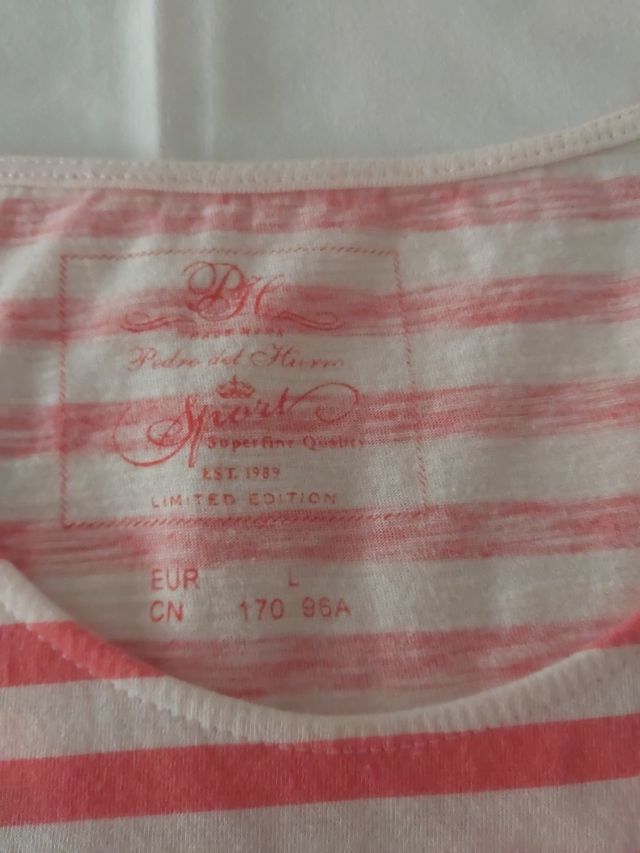 PH
Pedro del Hierro
Sport
Superfine Quality
EST. 1989
LIMITED EDITION
EUR L
CN 170 96A